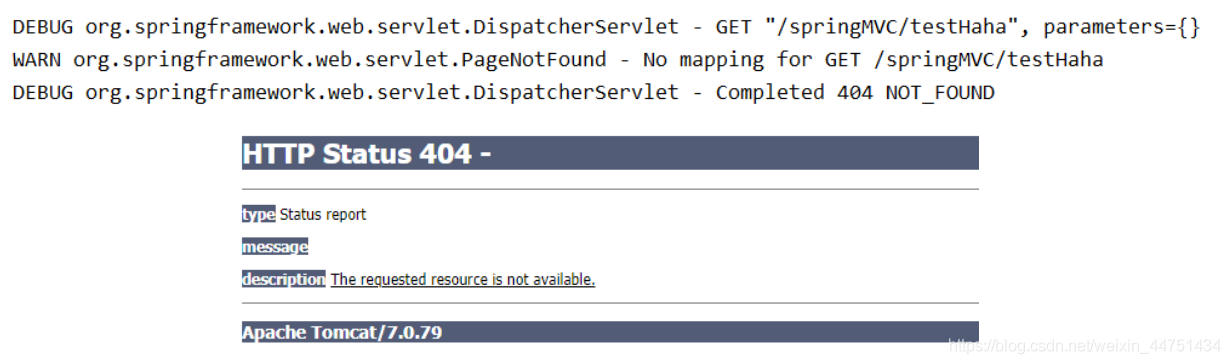 DEBUG org.springframework.web.servlet.DispatcherServlet - GET "/springMVC/testHaha", parameters={}
WARN org.springframework.web.servlet.PageNotFound - No mapping for GET /springMVC/testHaha
DEBUG org.springframework.web.servlet.DispatcherServlet - Completed 404 NOT_FOUND
HTTP Status 404 -
type Status report
message
description The requested resource is not available.
Apache Tomcat/7.0.79
https://blog.csdn.net/weixin_44751434